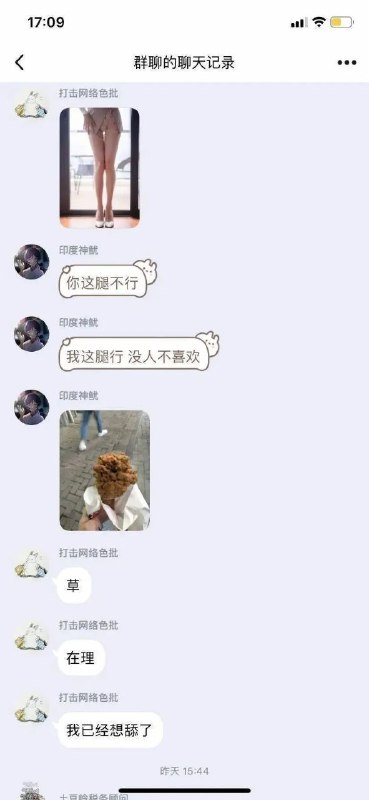 17:09
群聊的聊天记录
打击网络色批
印度神鱿
你这腿不行
印度神鱿
我这腿行 没人不喜欢
印度神鱿
打击网络色批
草
打击网络色批
在理
打击网络色批
我已经想舔了
昨天 15:44